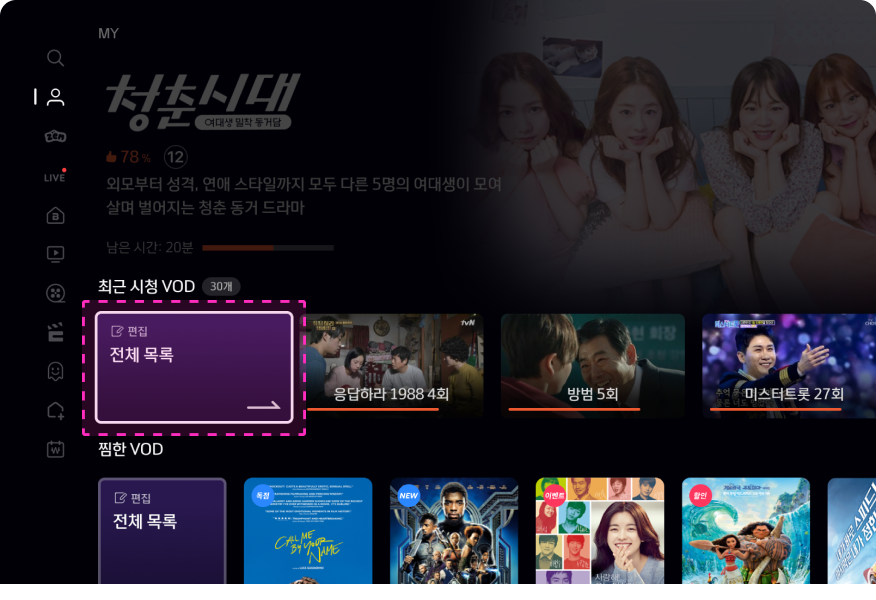 MY
청춘시대
여대생 밀착 동거담
78%
12
외모부터 성격, 연애 스타일까지 모두 다른 5명의 여대생이 모여
살며 벌어지는 청춘 동거 드라마
LIVE
남은 시간: 20분
최근 시청 VOD 30개
편집
전체 목록
tvN
응답하라 1988 4회
방범 5회
미스터트롯 27회
찜한 VOD
편집
전체 목록
독점
CALL ME
BY YOUR
NAME
NEW
이벤트
사랑해,
할인